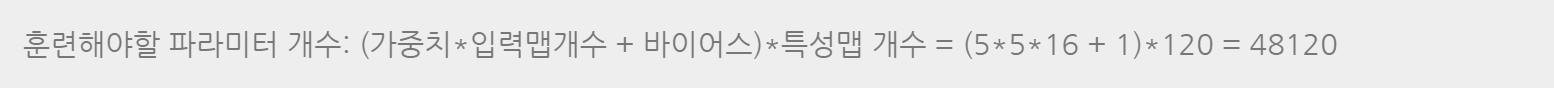 훈련해야할 파라미터 개수: (가중치*입력맵개수 + 바이어스)*특성맵 개수 = (5*5*16 + 1)*120 = 48120